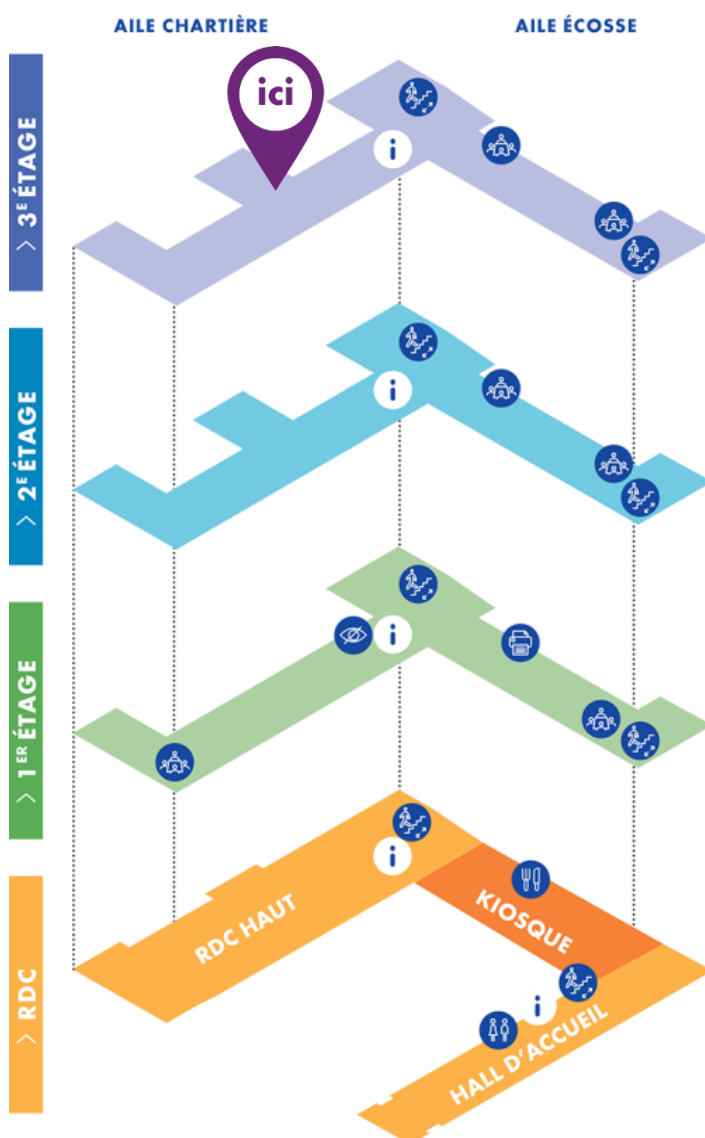 AILE CHARTIÈRE
AILE ÉCOSSE
ici
> 3E ÉTAGE
i
> 2E ÉTAGE
i
> 1ER ÉTAGE
i
> RDC
i
RDC HAUT
KIOSQUE
i
HALL D'ACCUEIL